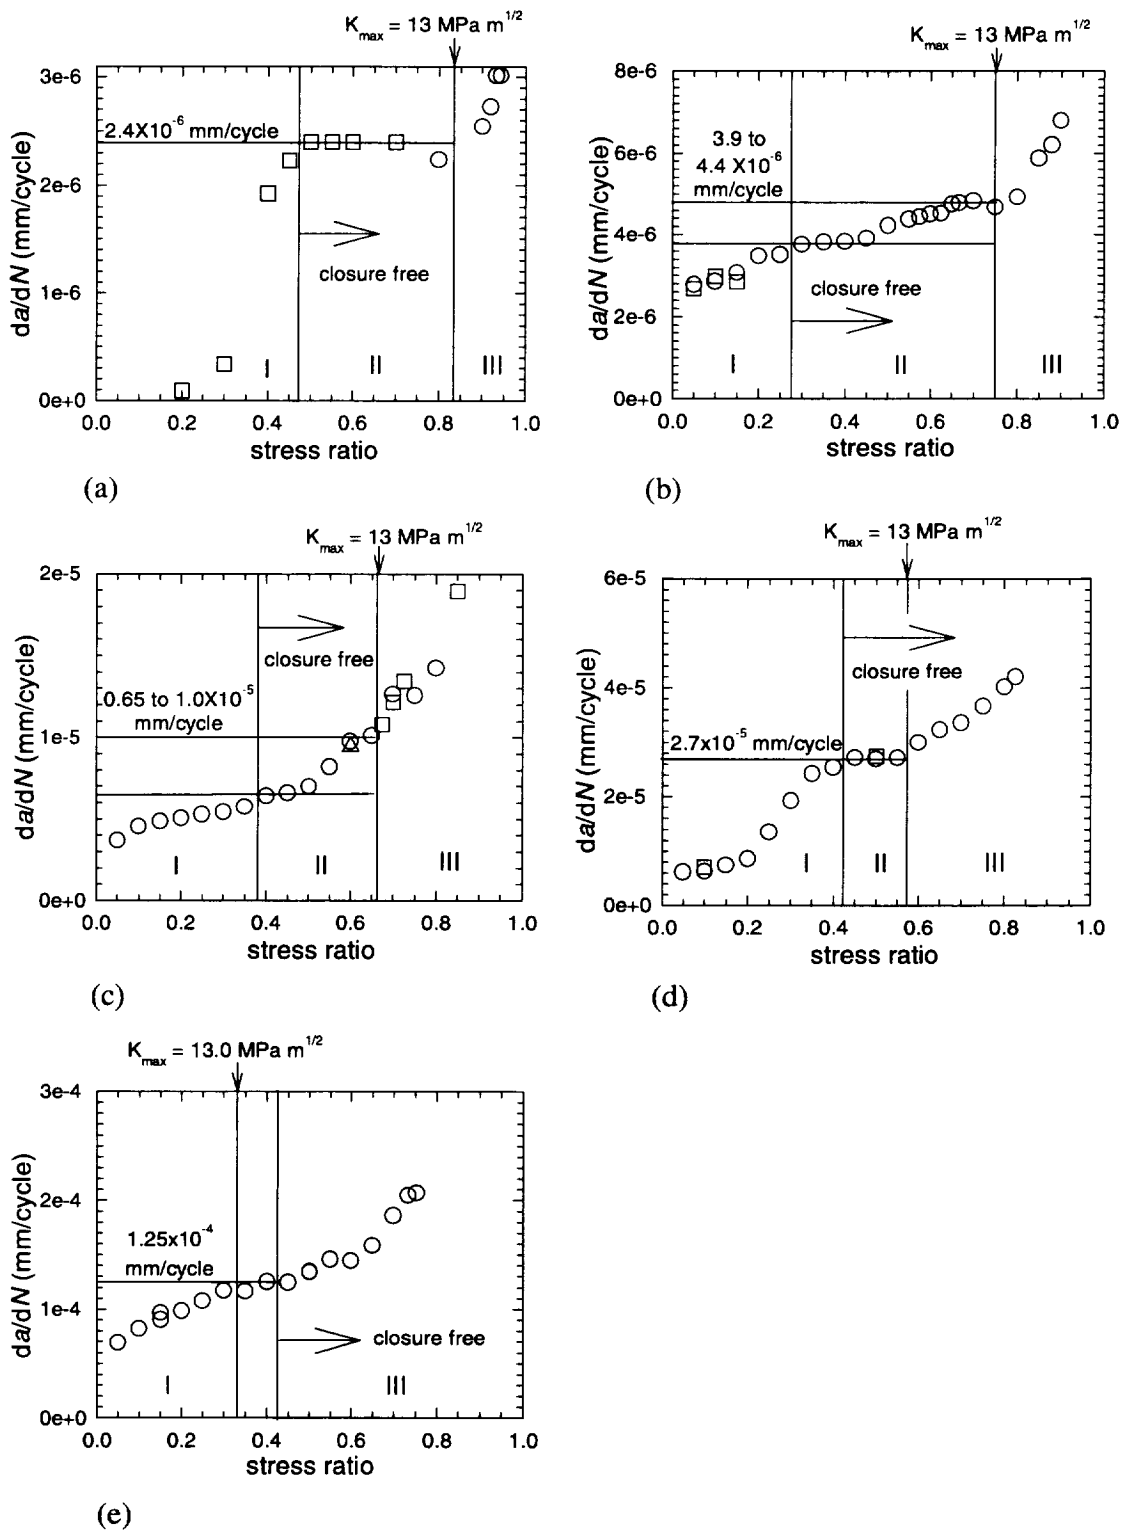 K_max = 13 MPa m^1/2
3e-6
2e-6
1e-6
0e+0
da/dN (mm/cycle)
2.4X10^-6 mm/cycle
closure free
I II III
0.0 0.2 0.4 0.6 0.8 1.0
stress ratio
(a)
K_max = 13 MPa m^1/2
8e-6
6e-6
4e-6
2e-6
0e+0
da/dN (mm/cycle)
3.9 to
4.4 X10^-6
mm/cycle
closure free
I II III
0.0 0.2 0.4 0.6 0.8 1.0
stress ratio
(b)
K_max = 13 MPa m^1/2
2e-5
1e-5
0e+0
da/dN (mm/cycle)
closure free
0.65 to 1.0X10^-5
mm/cycle
I II III
0.0 0.2 0.4 0.6 0.8 1.0
stress ratio
(c)
K_max = 13 MPa m^1/2
6e-5
4e-5
2e-5
0e+0
da/dN (mm/cycle)
closure free
2.7x10^-5 mm/cycle
I II III
0.0 0.2 0.4 0.6 0.8 1.0
stress ratio
(d)
K_max = 13.0 MPa m^1/2
3e-4
2e-4
1e-4
0e+0
da/dN (mm/cycle)
1.25x10^-4
mm/cycle
closure free
I III
0.0 0.2 0.4 0.6 0.8 1.0
stress ratio
(e)